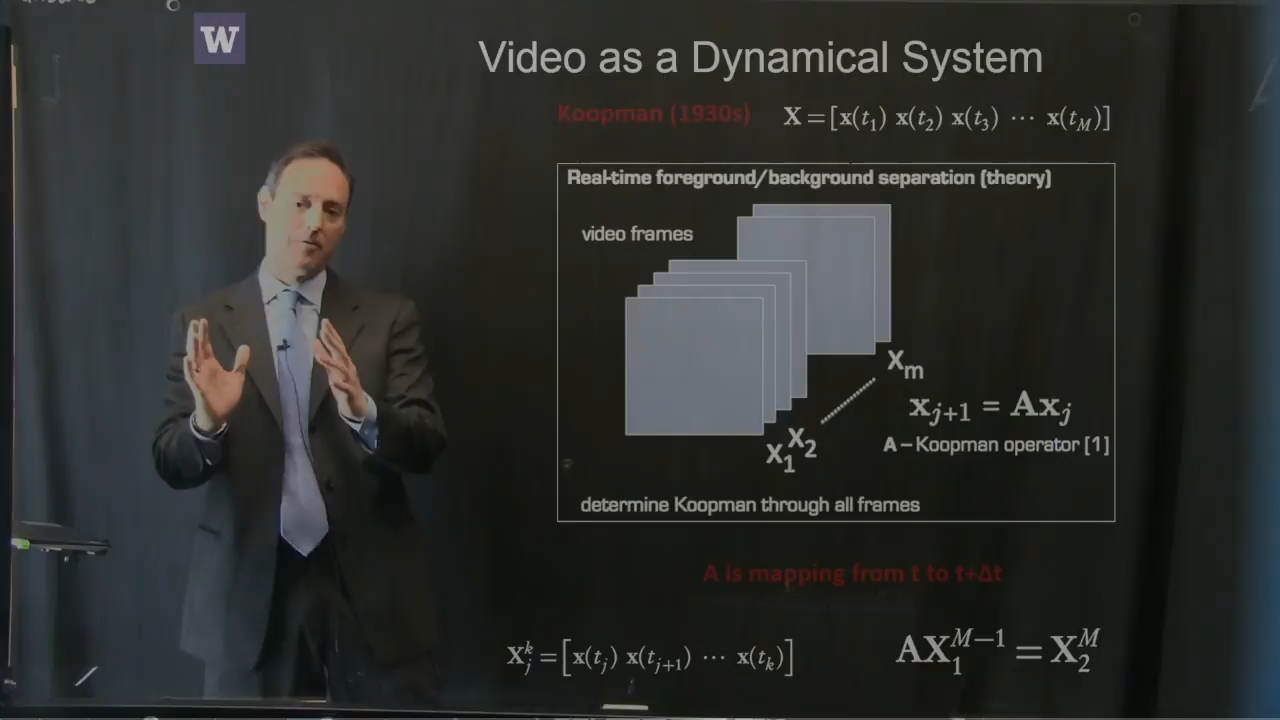 W
Video as a Dynamical System
Koopman (1930s)
X = [x(t₁) x(t₂) x(t₃) ⋯ x(t_M)]
Real-time foreground/background separation (theory)
video frames
x_m
x_{j+1} = Ax_j
A – Koopman operator [1]
x₁ x₂
determine Koopman through all frames
A is mapping from t to t+Δt
X_j^k = [x(t_j) x(t_{j+1}) ⋯ x(t_k)]
AX_1^{M−1} = X_2^M